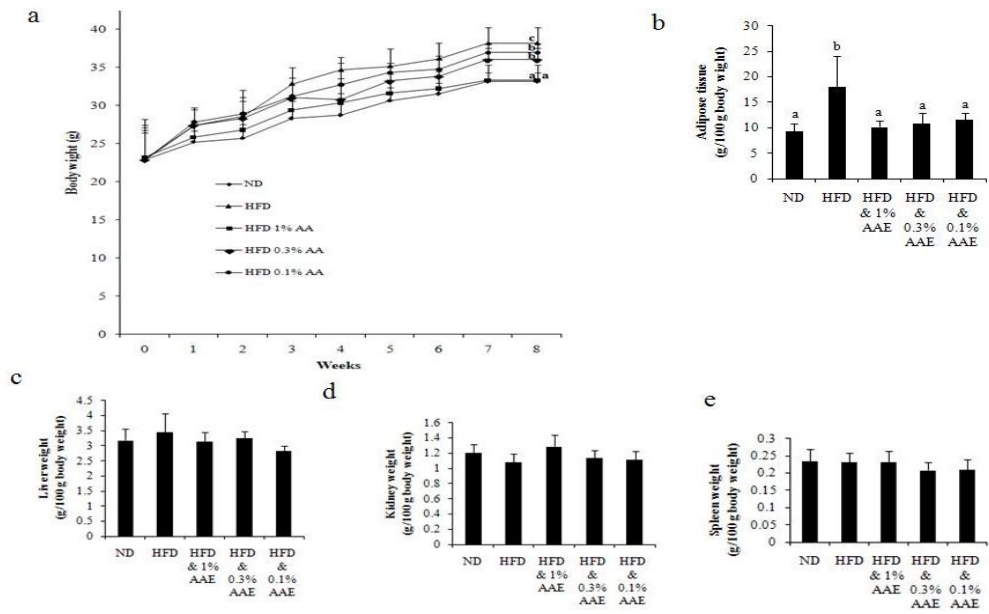 a
40
35
30
25
20
15
10
5
0
Body wight (g)
ND
HFD
HFD 1% AA
HFD 0.3% AA
HFD 0.1% AA
c
b
b
a
a
0 1 2 3 4 5 6 7 8
Weeks
b
Adipose tissue
(g/100 g body wight)
30
25
20
15
10
5
0
a b a a a
ND HFD HFD HFD HFD
& 1% & &
AAE 0.3% 0.1%
AAE AAE
c
Liverweight
(g/100g body weight)
4.5
4
3.5
3
2.5
2
1.5
1
0.5
0
ND HFD HFD HFD HFD
& 1% & &
AAE 0.3% 0.1%
AAE AAE
d
Kidney weight
(g/100 g body weight)
1.6
1.4
1.2
1
0.8
0.6
0.4
0.2
0
ND HFD HFD HFD HFD
& 1% & &
AAE 0.3% 0.1%
AAE AAE
e
Spleen weight
(g/100 g body weight)
0.3
0.25
0.2
0.15
0.1
0.05
0
ND HFD HFD HFD HFD
& 1% & &
AAE 0.3% 0.1%
AAE AAE